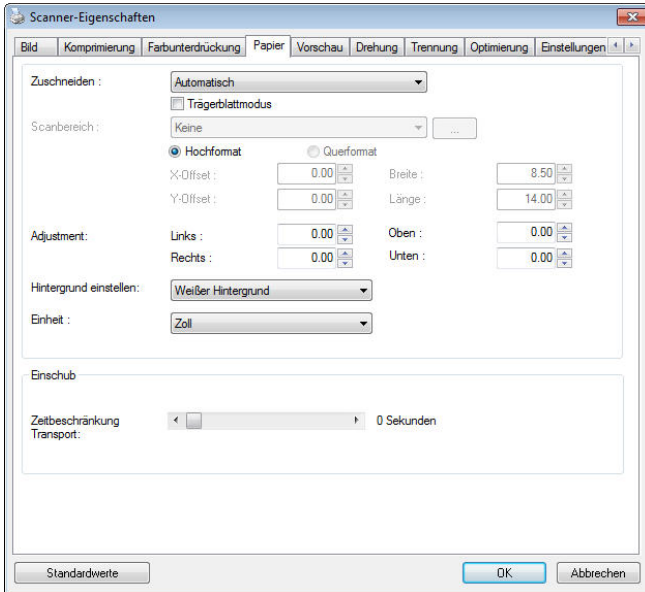 Scanner-Eigenschaften
Bild Komprimierung Farbunterdrückung Papier Vorschau Drehung Trennung Optimierung Einstellungen
Zuschneiden : Automatisch
Trägerblattmodus
Scanbereich : Keine ...
Hochformat Querformat
X-Offset : 0.00 Breite : 8.50
Y-Offset : 0.00 Länge : 14.00
Adjustment: Links : 0.00 Oben : 0.00
Rechts : 0.00 Unten : 0.00
Hintergrund einstellen: Weißer Hintergrund
Einheit : Zoll
Einschub
Zeitbeschränkung 0 Sekunden
Transport:
Standardwerte OK Abbrechen